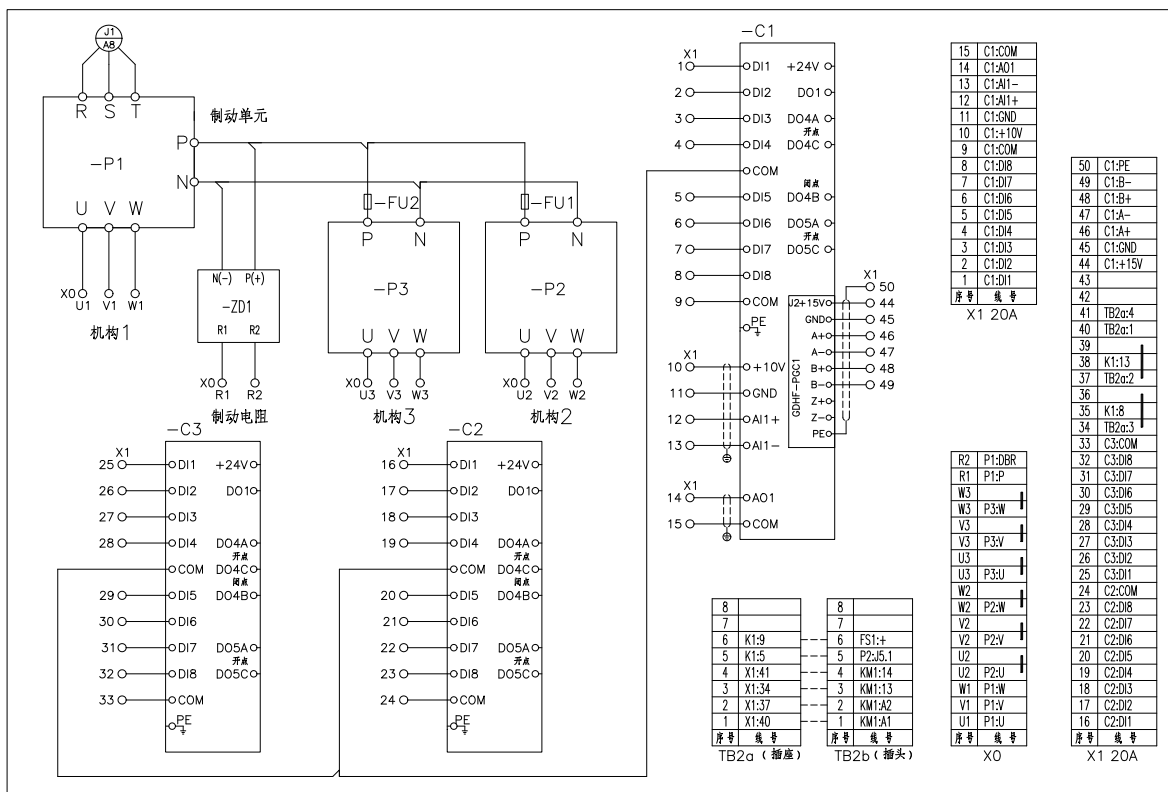 J1
A8
R S T
制动单元
-P1
P
N
U V W
X0
U1 V1 W1
机构1
N(-) P(+)
-ZD1
R1 R2
X0
R1 R2
制动电阻
-FU2
P N
-P3
U V W
X0
U3 V3 W3
机构3
-FU1
P N
-P2
U V W
X0
U2 V2 W2
机构2
-C3
X1
25 DI1 +24V
26 DI2 DO1
27 DI3
28 DI4 DO4A
开点
COM DO4C
闭点
29 DI5 DO4B
30 DI6
31 DI7 DO5A
开点
32 DI8 DO5C
33 COM
PE
-C2
X1
16 DI1 +24V
17 DI2 DO1
18 DI3
19 DI4 DO4A
开点
COM DO4C
闭点
20 DI5 DO4B
21 DI6
22 DI7 DO5A
开点
23 DI8 DO5C
24 COM
PE
-C1
X1
1 DI1 +24V
2 DI2 DO1
3 DI3 DO4A
开点
4 DI4 DO4C
COM
闭点
5 DI5 DO4B
6 DI6 DO5A
开点
7 DI7 DO5C
8 DI8
9 COM
PE
X1
10 +10V
11 GND
12 AI1+
13 AI1-
X1
14 AO1
15 COM
GDHF-PGC1
X1
50
J2+15V 44
GND 45
A+ 46
A- 47
B+ 48
B- 49
Z+
Z-
PE
15 C1:COM
14 C1:AO1
13 C1:AI1-
12 C1:AI1+
11 C1:GND
10 C1:+10V
9 C1:COM
8 C1:DI8
7 C1:DI7
6 C1:DI6
5 C1:DI5
4 C1:DI4
3 C1:DI3
2 C1:DI2
1 C1:DI1
序号 线号
X1 20A
50 C1:PE
49 C1:B-
48 C1:B+
47 C1:A-
46 C1:A+
45 C1:GND
44 C1:+15V
43
42
41 TB2a:4
40 TB2a:1
39
38 K1:13
37 TB2a:2
36
35 K1:8
34 TB2a:3
33 C3:COM
32 C3:DI8
31 C3:DI7
30 C3:DI6
29 C3:DI5
28 C3:DI4
27 C3:DI3
26 C3:DI2
25 C3:DI1
24 C2:COM
23 C2:DI8
22 C2:DI7
21 C2:DI6
20 C2:DI5
19 C2:DI4
18 C2:DI3
17 C2:DI2
16 C2:DI1
序号 线号
X1 20A
R2 P1:DBR
R1 P1:P
W3
W3 P3:W
V3
V3 P3:V
U3
U3 P3:U
W2
W2 P2:W
V2
V2 P2:V
U2
U2 P2:U
W1 P1:W
V1 P1:V
U1 P1:U
序号 线号
X0
8
7
6 K1:9
5 K1:5
4 X1:41
3 X1:34
2 X1:37
1 X1:40
序号 线号
TB2a (插座)
8
7
6 FS1:+
5 P2:J5.1
4 KM1:14
3 KM1:13
2 KM1:A2
1 KM1:A1
序号 线号
TB2b (插头)